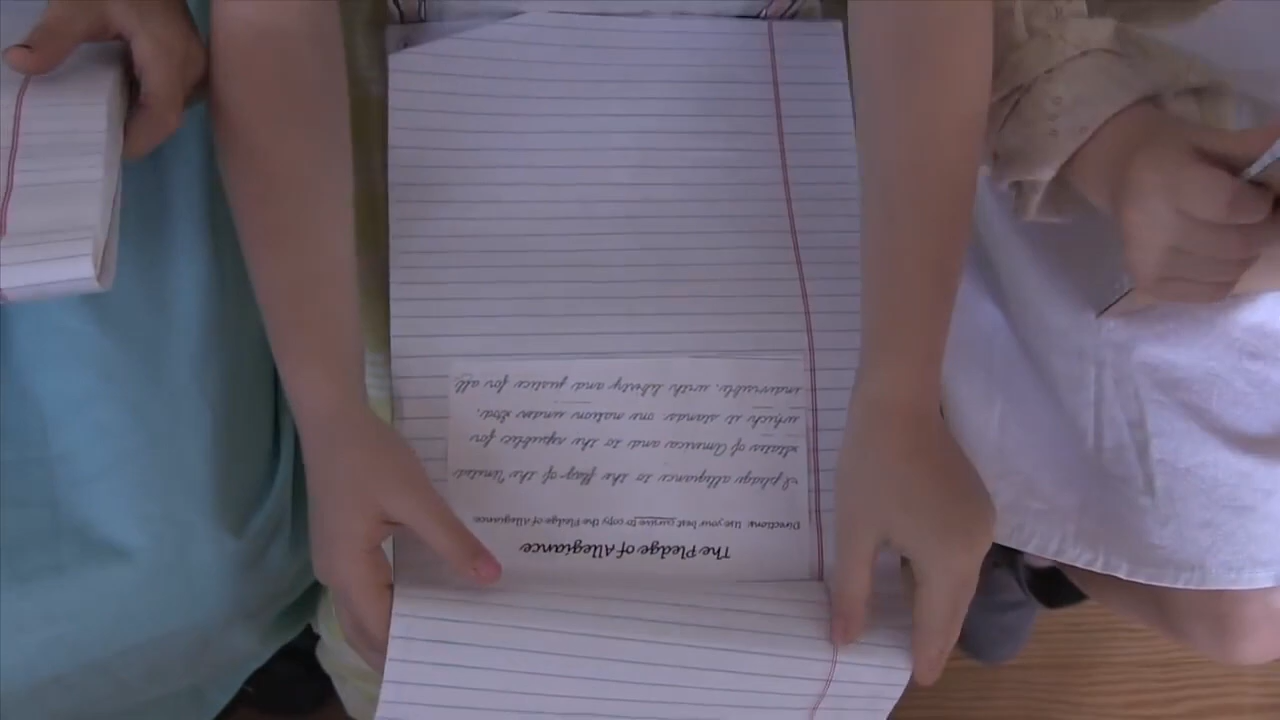 The Pledge of Allegiance
Directions: Use your best cursive to copy the Pledge of Allegiance.
I pledge allegiance to the flag of the United
States of America and to the republic for
which it stands: one nation under God,
indivisible, with liberty and justice for all